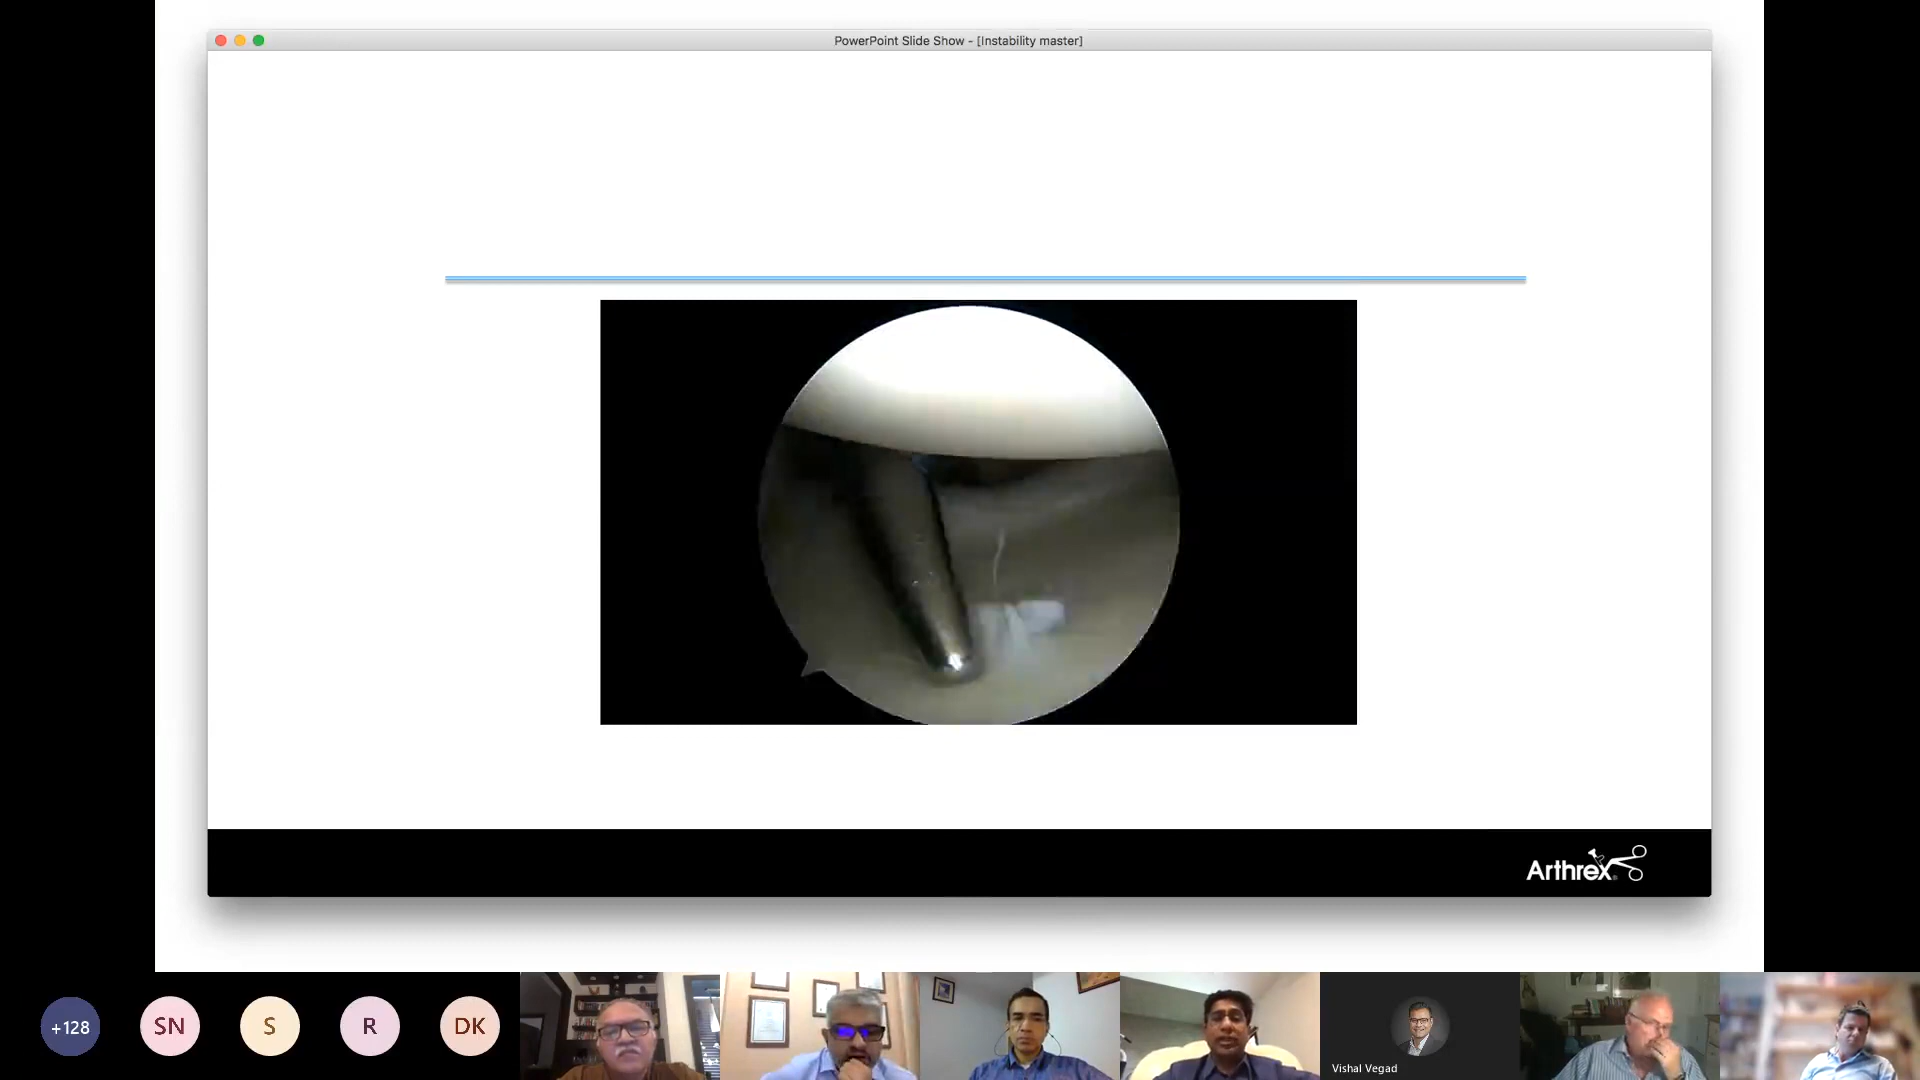 PowerPoint Slide Show - [Instability master]
Arthrex
+128
SN
S
R
DK
Vishal Vegad